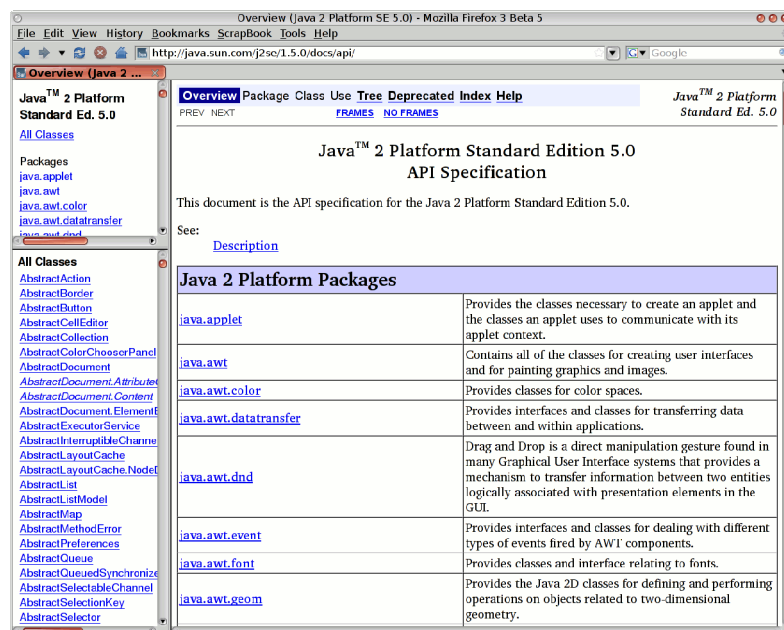 Overview (Java 2 Platform SE 5.0) - Mozilla Firefox 3 Beta 5
File Edit View History Bookmarks ScrapBook Tools Help
http://java.sun.com/j2se/1.5.0/docs/api/
Google
Overview (Java 2 ...
Java™ 2 Platform
Standard Ed. 5.0
All Classes
Packages
java.applet
java.awt
java.awt.color
java.awt.datatransfer
java.awt.dnd
All Classes
AbstractAction
AbstractBorder
AbstractButton
AbstractCellEditor
AbstractCollection
AbstractColorChooserPanel
AbstractDocument
AbstractDocument.Attribute
AbstractDocument.Content
AbstractDocument.Element
AbstractExecutorService
AbstractInterruptibleChanne
AbstractLayoutCache
AbstractLayoutCache.Node
AbstractList
AbstractListModel
AbstractMap
AbstractMethodError
AbstractPreferences
AbstractQueue
AbstractQueuedSynchronize
AbstractSelectableChannel
AbstractSelectionKey
AbstractSelector
Overview Package Class Use Tree Deprecated Index Help
PREV NEXT FRAMES NO FRAMES
Java™ 2 Platform
Standard Ed. 5.0
Java™ 2 Platform Standard Edition 5.0
API Specification
This document is the API specification for the Java 2 Platform Standard Edition 5.0.
See:
Description
Java 2 Platform Packages
java.applet
Provides the classes necessary to create an applet and
the classes an applet uses to communicate with its
applet context.
java.awt
Contains all of the classes for creating user interfaces
and for painting graphics and images.
java.awt.color
Provides classes for color spaces.
java.awt.datatransfer
Provides interfaces and classes for transferring data
between and within applications.
java.awt.dnd
Drag and Drop is a direct manipulation gesture found in
many Graphical User Interface systems that provides a
mechanism to transfer information between two entities
logically associated with presentation elements in the
GUI.
java.awt.event
Provides interfaces and classes for dealing with different
types of events fired by AWT components.
java.awt.font
Provides classes and interface relating to fonts.
java.awt.geom
Provides the Java 2D classes for defining and performing
operations on objects related to two-dimensional
geometry.